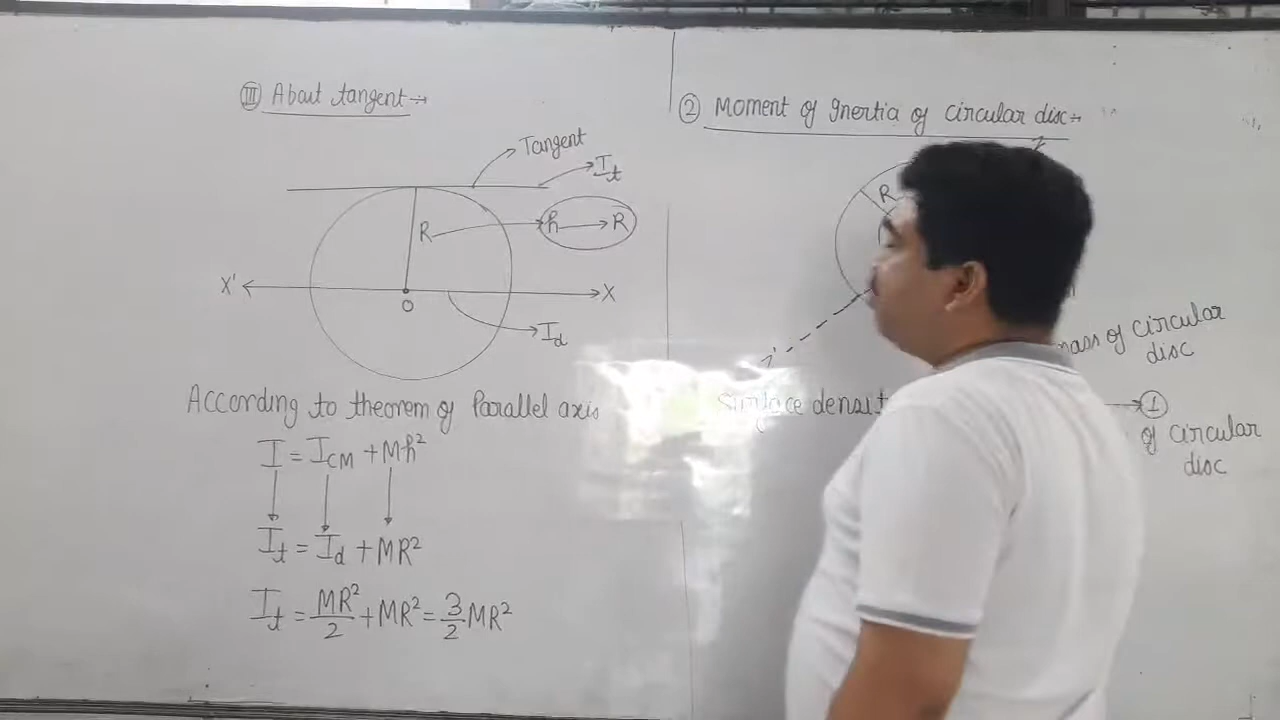 III About tangent →
Tangent
I_t
R
h → R
X'
X
O
I_d
According to theorem of Parallel axis
I = I_CM + Mh²
I_t = I_d + MR²
I_t = MR²/2 + MR² = 3/2 MR²
② Moment of Inertia of circular disc →
R
mass of circular
disc
Surface densit
①
of circular
disc